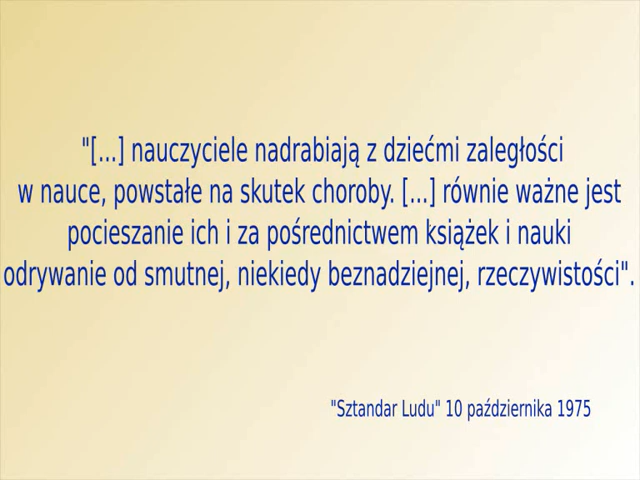 "[...] nauczyciele nadrabiają z dziećmi zaległości
w nauce, powstałe na skutek choroby. [...] równie ważne jest
pocieszanie ich i za pośrednictwem książek i nauki
odrywanie od smutnej, niekiedy beznadziejnej, rzeczywistości".
"Sztandar Ludu" 10 października 1975